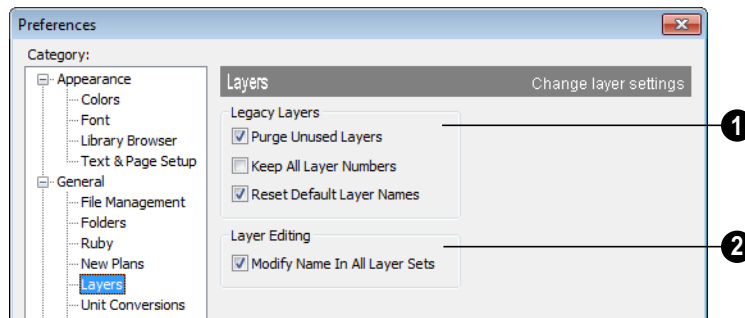 Preferences
Category:
Appearance
Colors
Font
Library Browser
Text & Page Setup
General
File Management
Folders
Ruby
New Plans
Layers
Unit Conversions
Layers Change layer settings
Legacy Layers
Purge Unused Layers
Keep All Layer Numbers
Reset Default Layer Names
1
Layer Editing
Modify Name In All Layer Sets
2